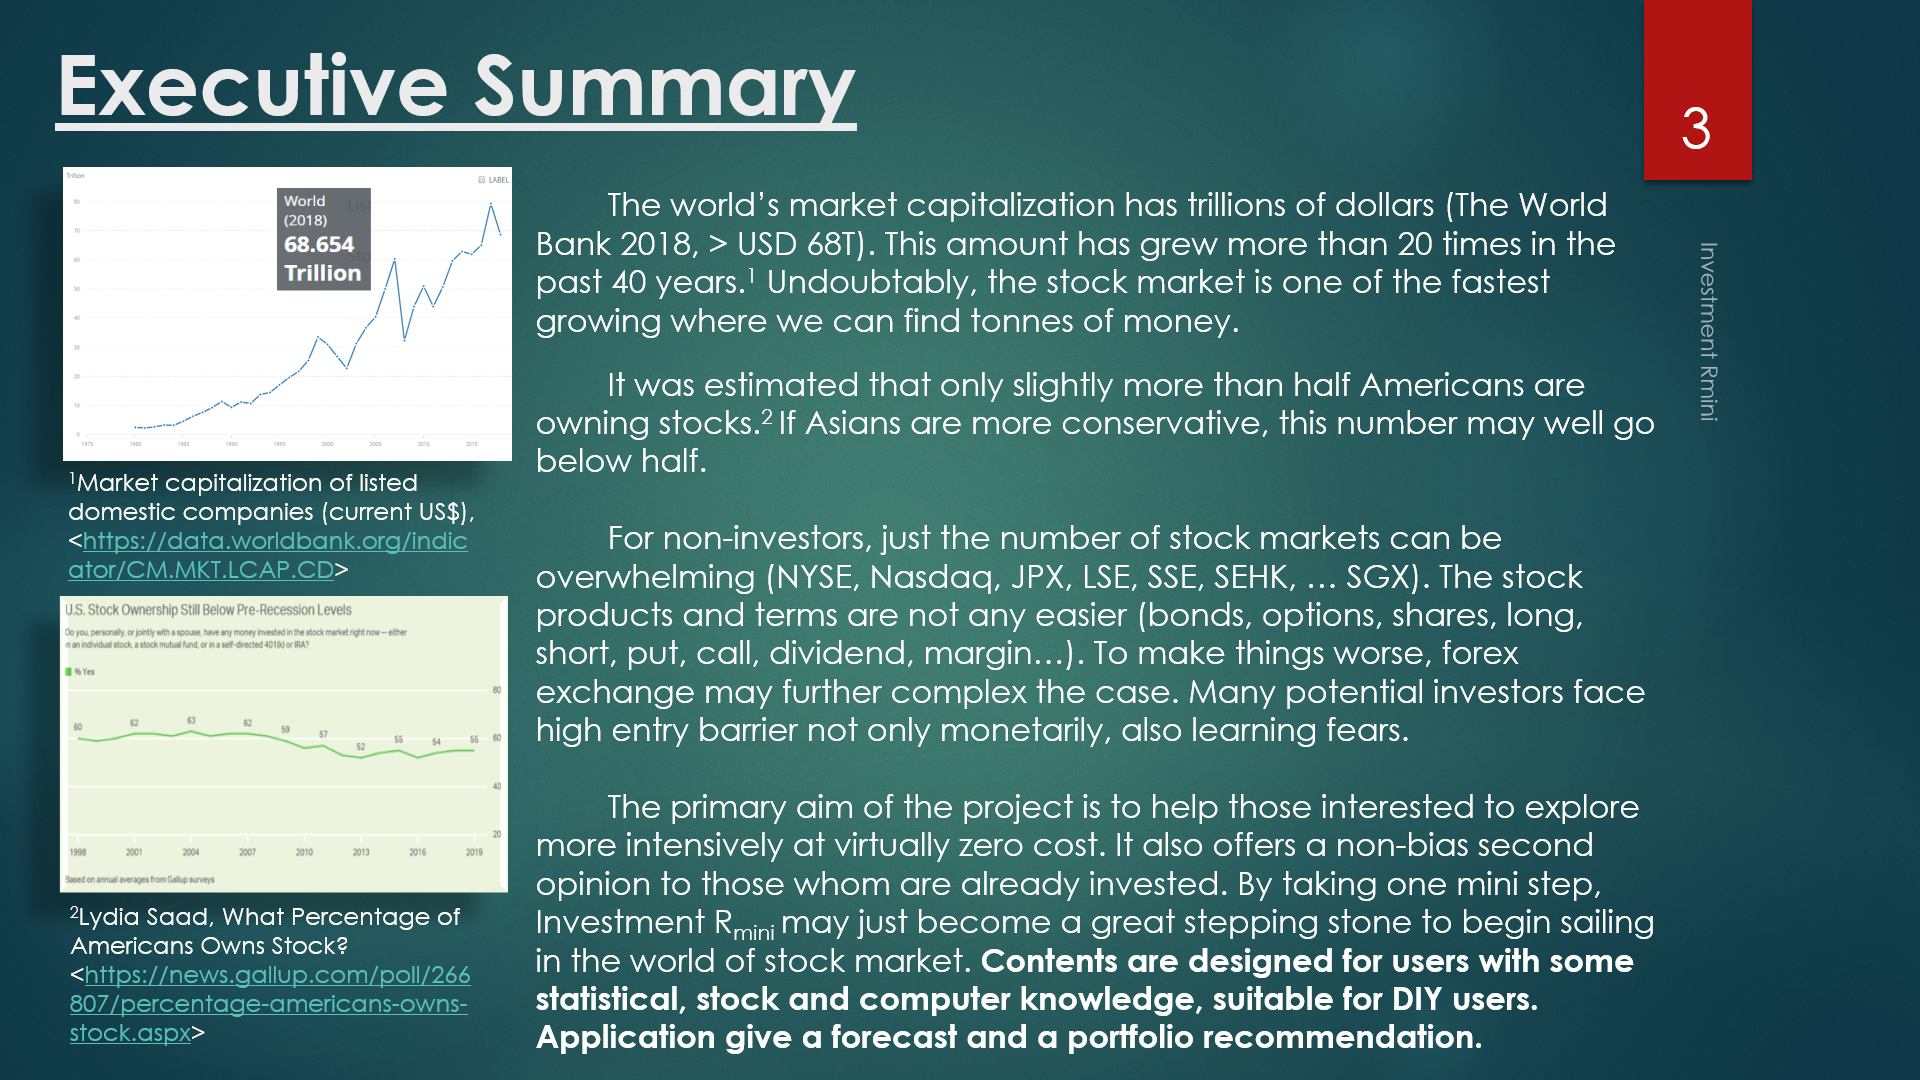 Executive Summary
3
Investment Rmini
Trillion
LABEL
World
(2018)
68.654
Trillion
80
70
60
50
40
30
20
10
0
1975 1980 1985 1990 1995 2000 2005 2010 2015
¹Market capitalization of listed
domestic companies (current US$),
<https://data.worldbank.org/indic
ator/CM.MKT.LCAP.CD>
U.S. Stock Ownership Still Below Pre-Recession Levels
Do you, personally, or jointly with a spouse, have any money invested in the stock market right now -- either
in an individual stock, a stock mutual fund, or in a self-directed 401(k) or IRA?
% Yes
80
60 62 63 62 59 57 52 55 54 55
60
40
20
1998 2001 2004 2007 2010 2013 2016 2019
Based on annual averages from Gallup surveys
²Lydia Saad, What Percentage of
Americans Owns Stock?
<https://news.gallup.com/poll/266
807/percentage-americans-owns-
stock.aspx>
The world’s market capitalization has trillions of dollars (The World
Bank 2018, > USD 68T). This amount has grew more than 20 times in the
past 40 years.¹ Undoubtably, the stock market is one of the fastest
growing where we can find tonnes of money.
It was estimated that only slightly more than half Americans are
owning stocks.² If Asians are more conservative, this number may well go
below half.
For non-investors, just the number of stock markets can be
overwhelming (NYSE, Nasdaq, JPX, LSE, SSE, SEHK, … SGX). The stock
products and terms are not any easier (bonds, options, shares, long,
short, put, call, dividend, margin…). To make things worse, forex
exchange may further complex the case. Many potential investors face
high entry barrier not only monetarily, also learning fears.
The primary aim of the project is to help those interested to explore
more intensively at virtually zero cost. It also offers a non-bias second
opinion to those whom are already invested. By taking one mini step,
Investment Rmini may just become a great stepping stone to begin sailing
in the world of stock market. Contents are designed for users with some
statistical, stock and computer knowledge, suitable for DIY users.
Application give a forecast and a portfolio recommendation.